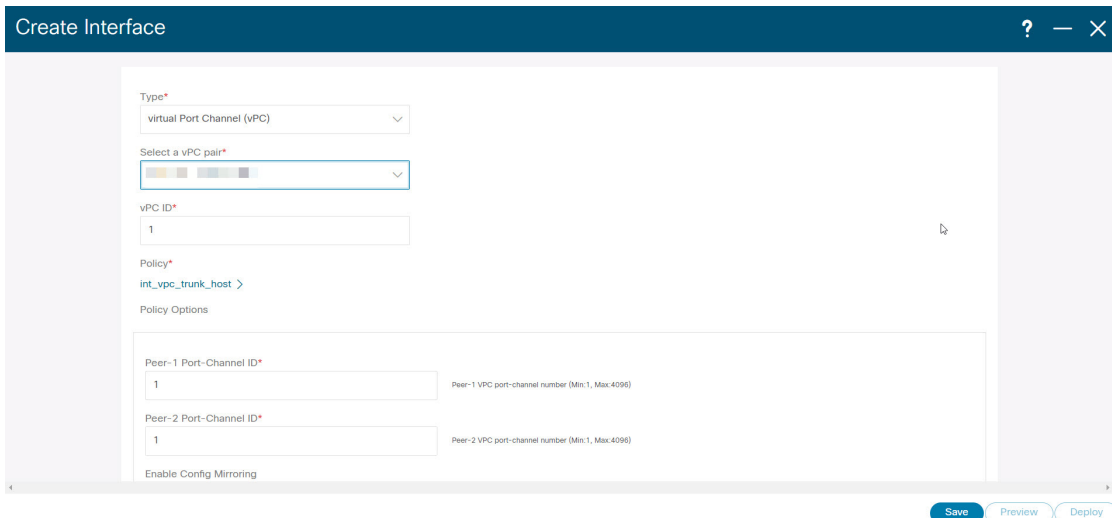 Create Interface
?
Type*
virtual Port Channel (vPC)
Select a vPC pair*
vPC ID*
1
Policy*
int_vpc_trunk_host >
Policy Options
Peer-1 Port-Channel ID*
1
Peer-1 VPC port-channel number (Min:1, Max:4096)
Peer-2 Port-Channel ID*
1
Peer-2 VPC port-channel number (Min:1, Max:4096)
Enable Config Mirroring
Save Preview Deploy